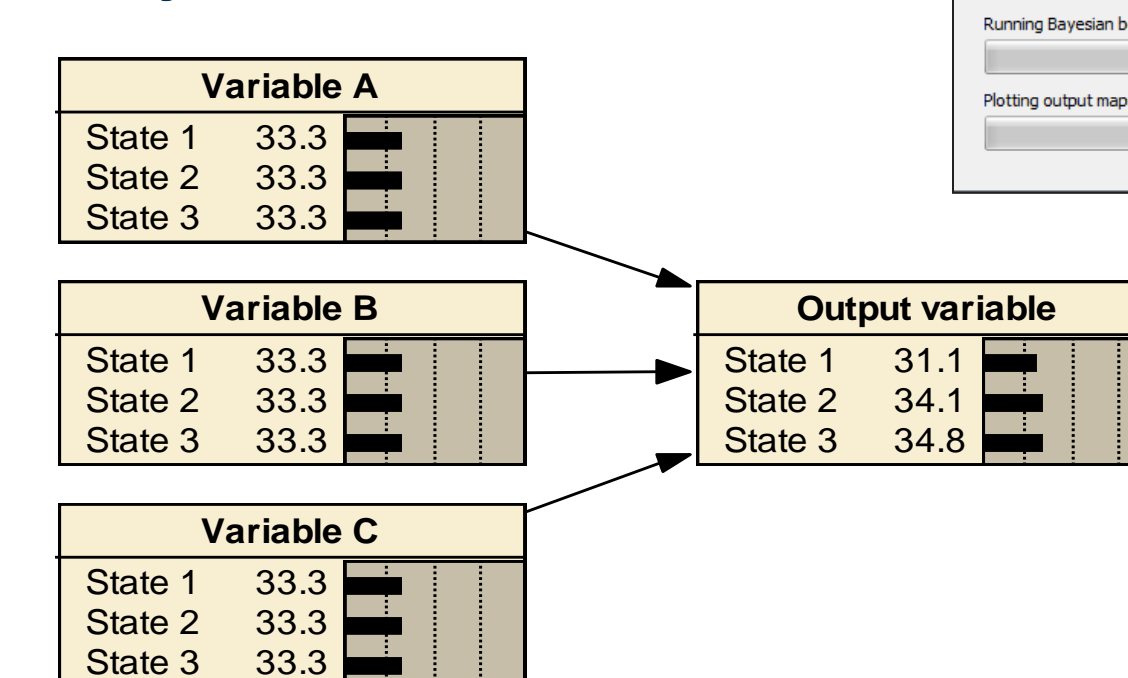 Running Bayesian b
Plotting output map
Variable A
State 1 33.3
State 2 33.3
State 3 33.3
Variable B
State 1 33.3
State 2 33.3
State 3 33.3
Variable C
State 1 33.3
State 2 33.3
State 3 33.3
Output variable
State 1 31.1
State 2 34.1
State 3 34.8